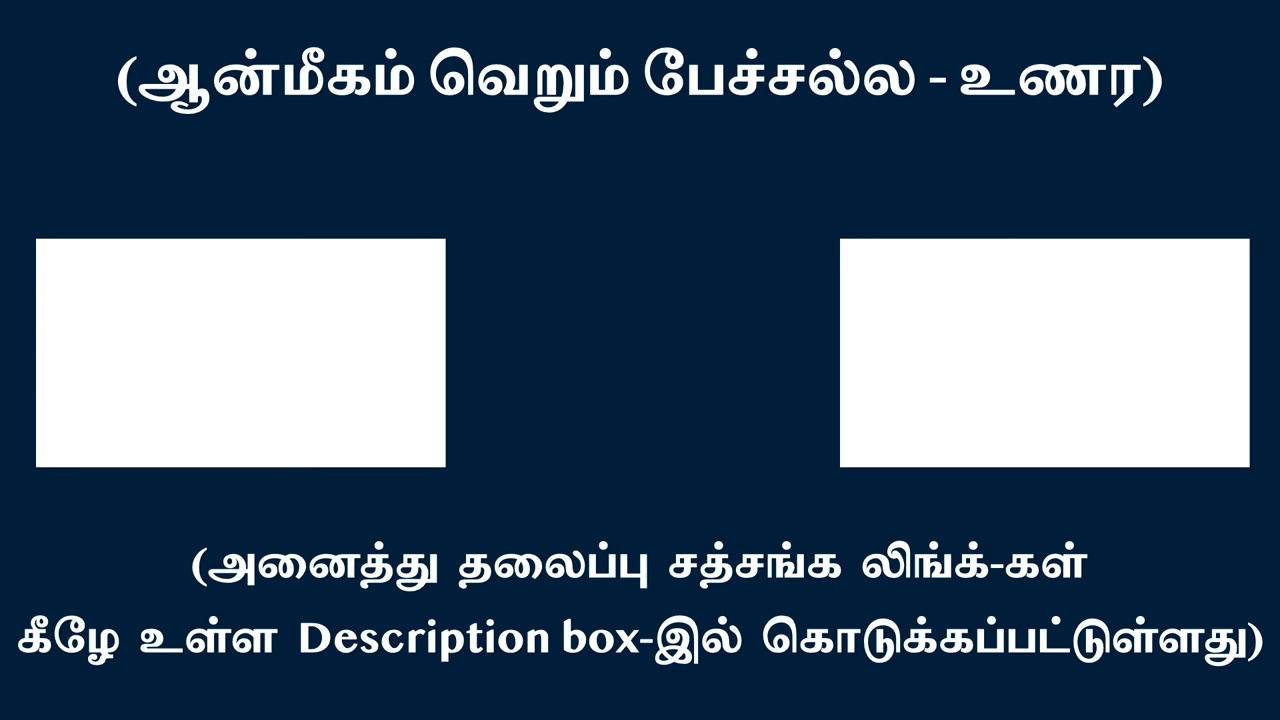 (ஆன்மீகம் வெறும் பேச்சல்ல - உணர)
(அனைத்து தலைப்பு சத்சங்க லிங்க்-கள்
கீழே உள்ள Description box-இல் கொடுக்கப்பட்டுள்ளது)